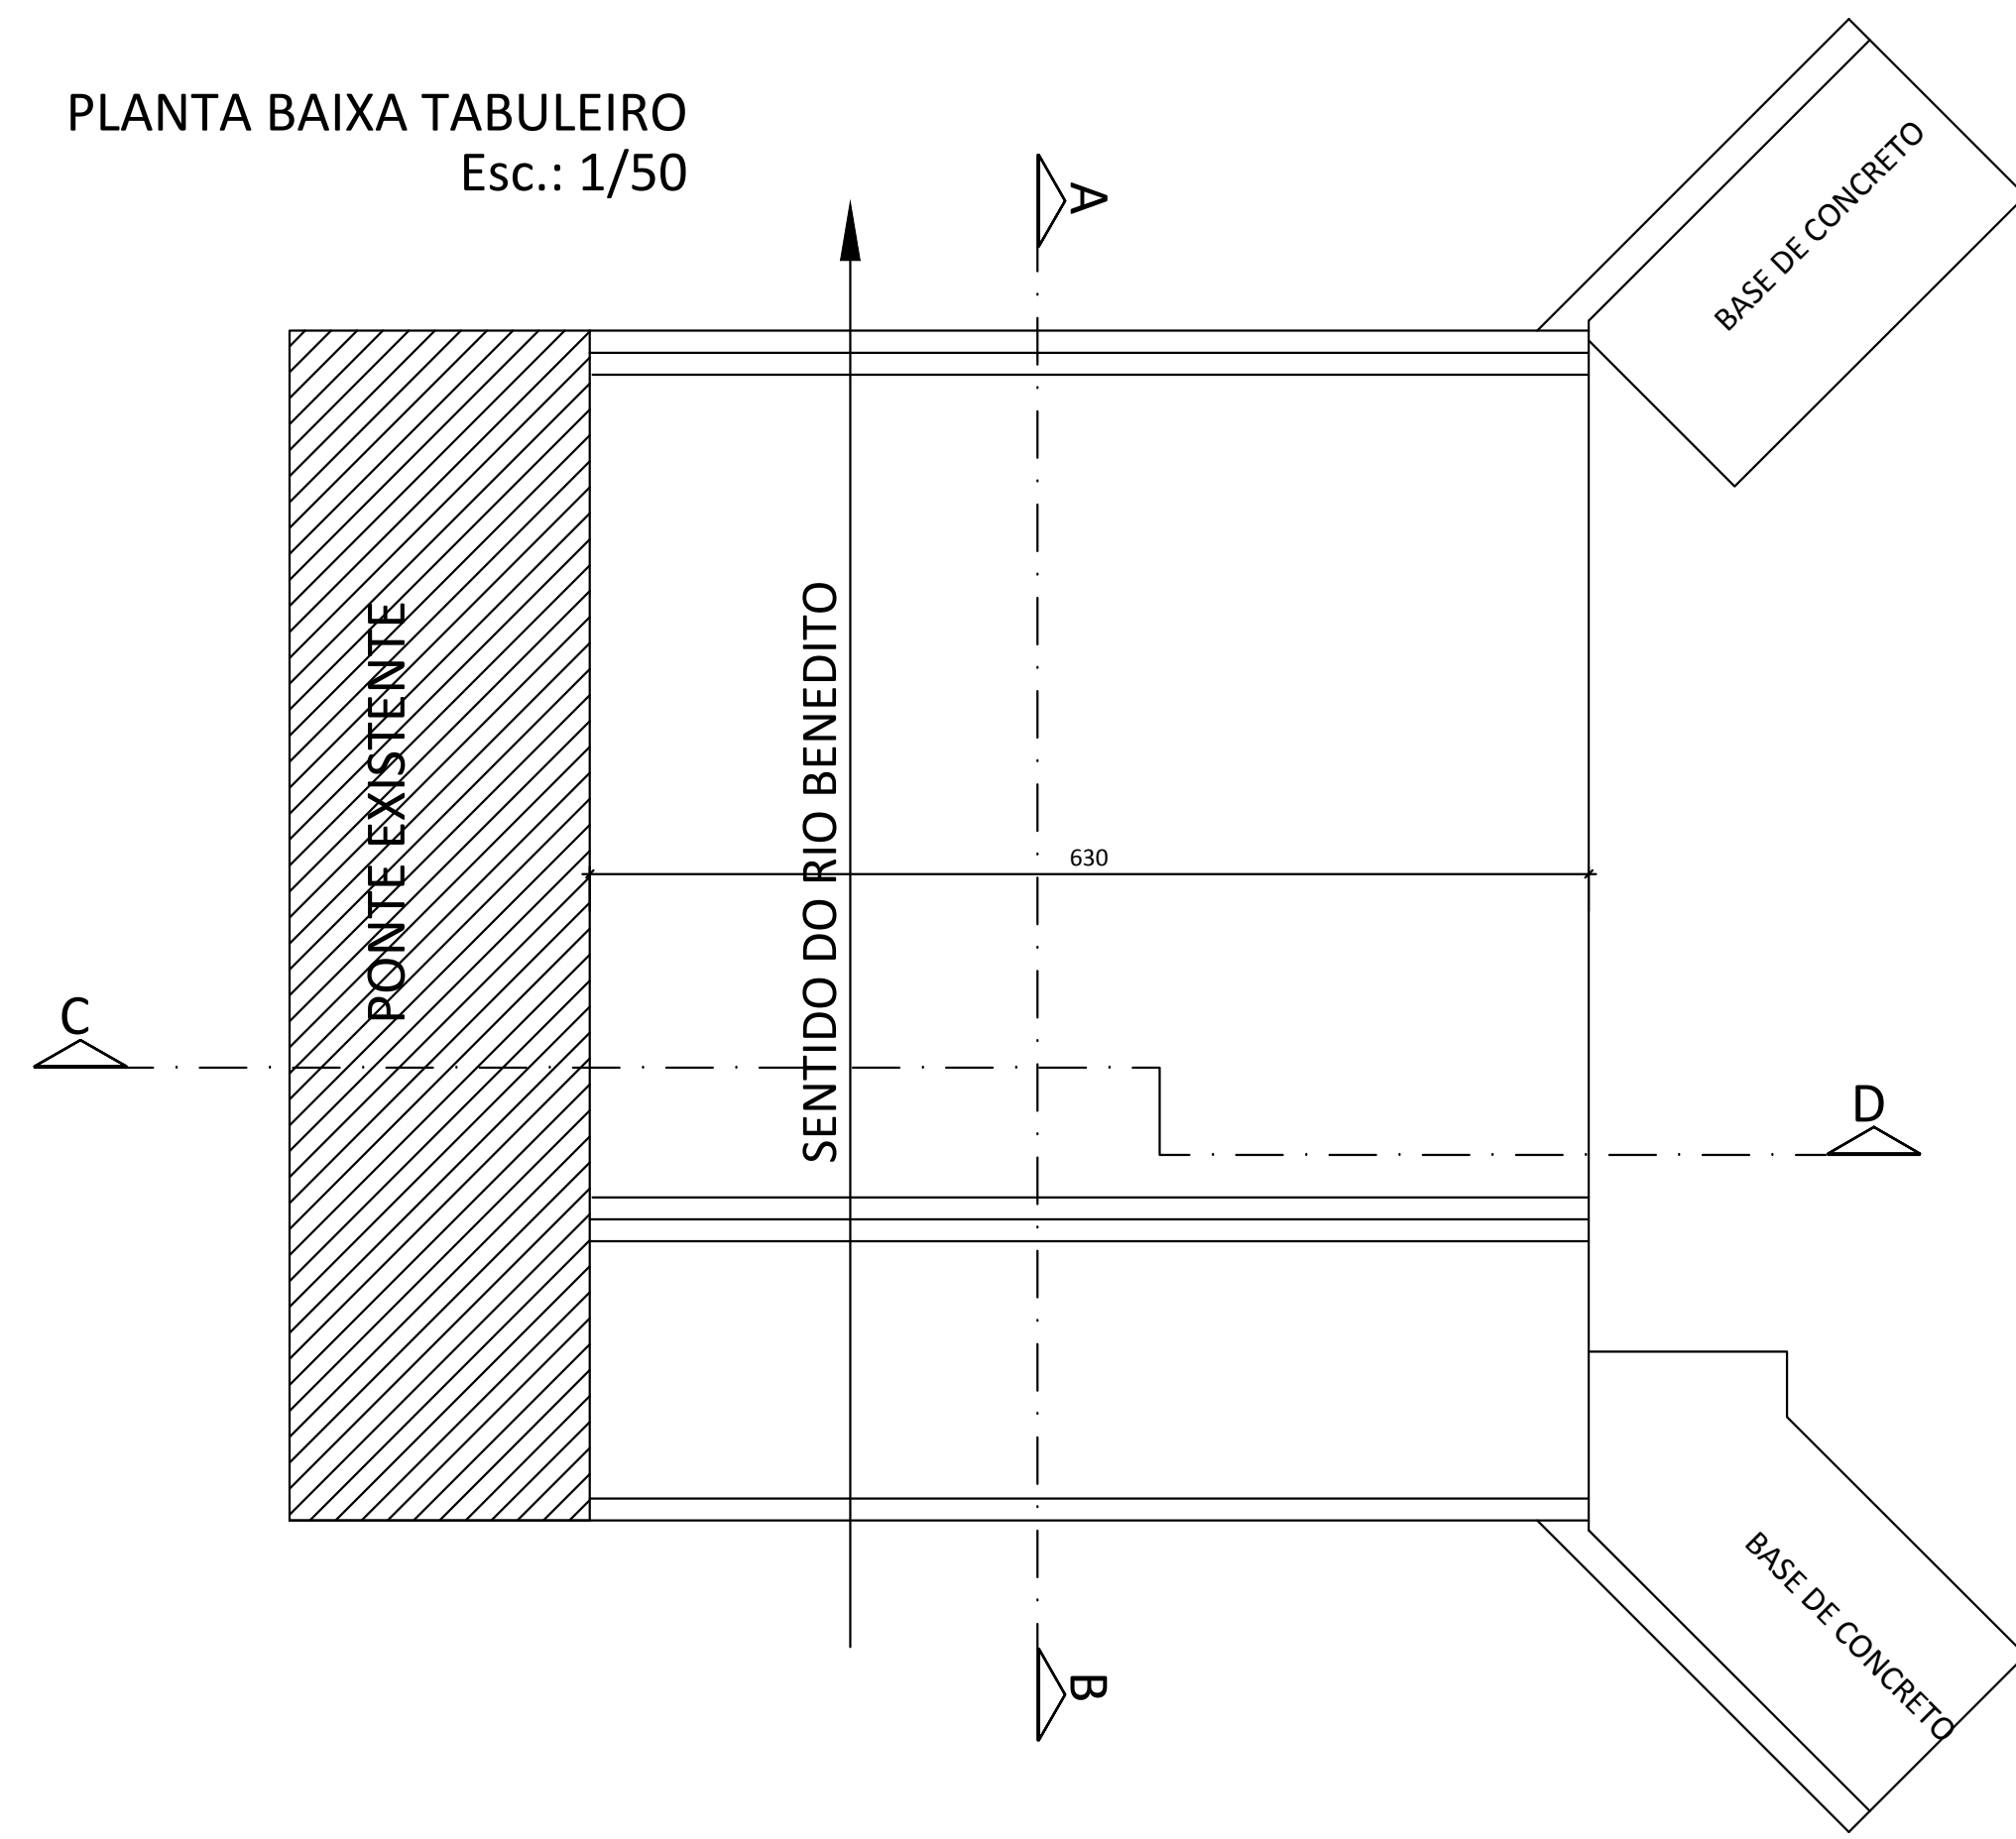 PLANTA BAIXA TABULEIRO
Esc.: 1/50
A
BASE DE CONCRETO
PONTE EXISTENTE
SENTIDO DO RIO BENEDITO
630
C
D
BASE DE CONCRETO
B